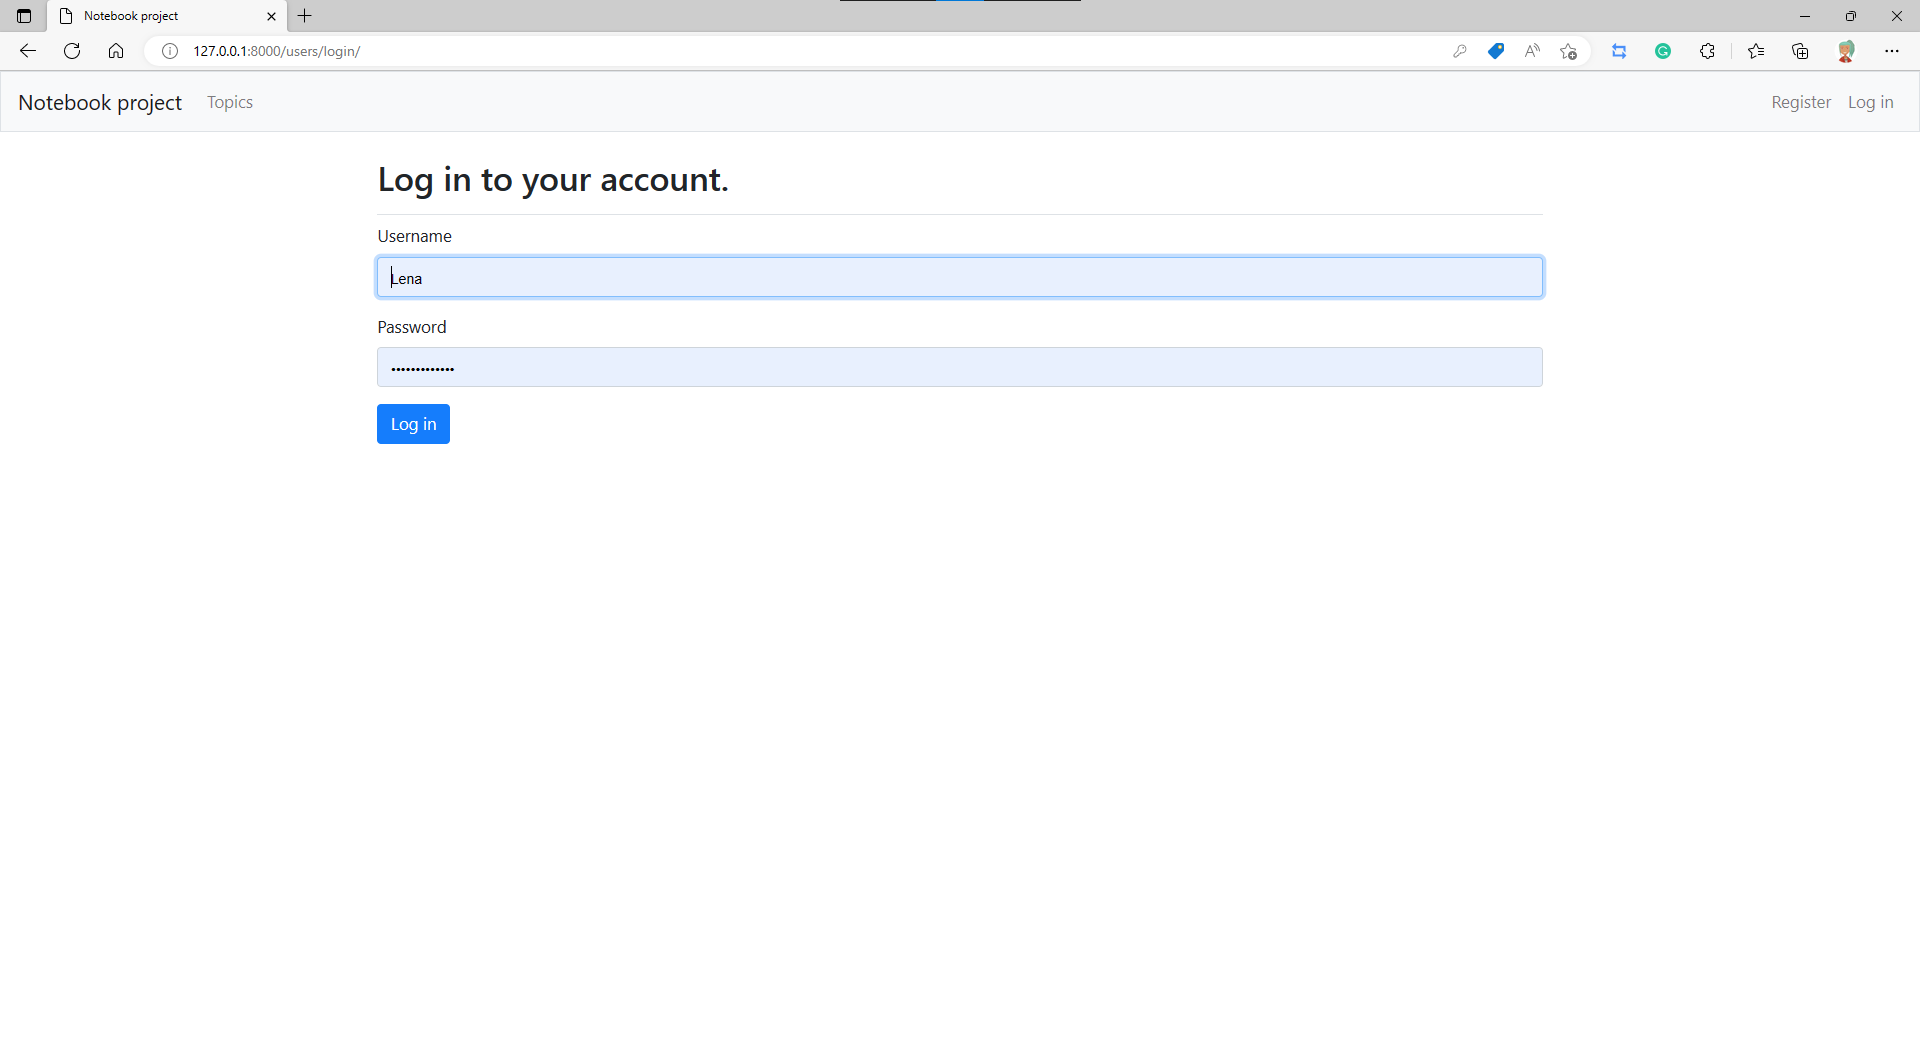 Notebook project
127.0.0.1:8000/users/login/
Notebook project Topics Register Log in
Log in to your account.
Username
Lena
Password
•••••••••••••
Log in